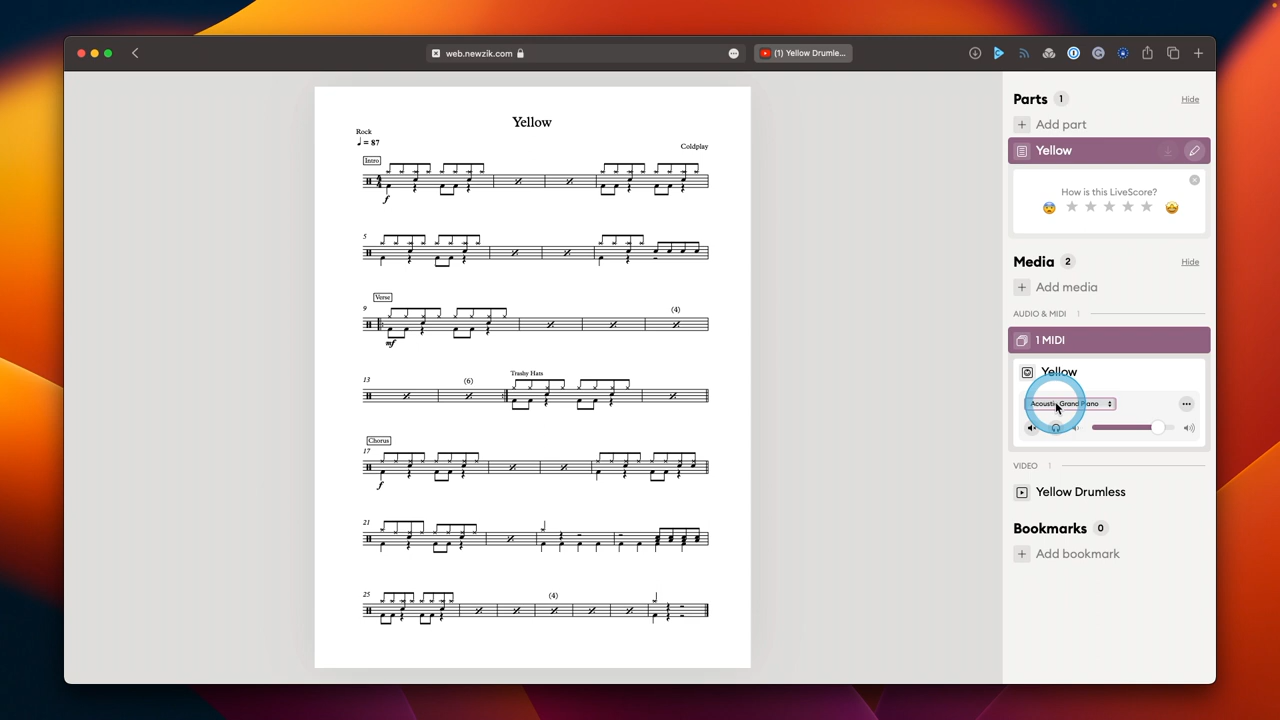 web.newzik.com
(1) Yellow Drumle...
Yellow
Rock
♩ = 87
Coldplay
Intro
f
5
Verse
9
(4)
mf
13
(6)
Trashy Hats
Chorus
17
f
21
25
(4)
Parts 1
Hide
Add part
Yellow
How is this LiveScore?
Media 2
Hide
Add media
AUDIO & MIDI 1
1 MIDI
Yellow
Acoustic Grand Piano
VIDEO 1
Yellow Drumless
Bookmarks 0
Add bookmark